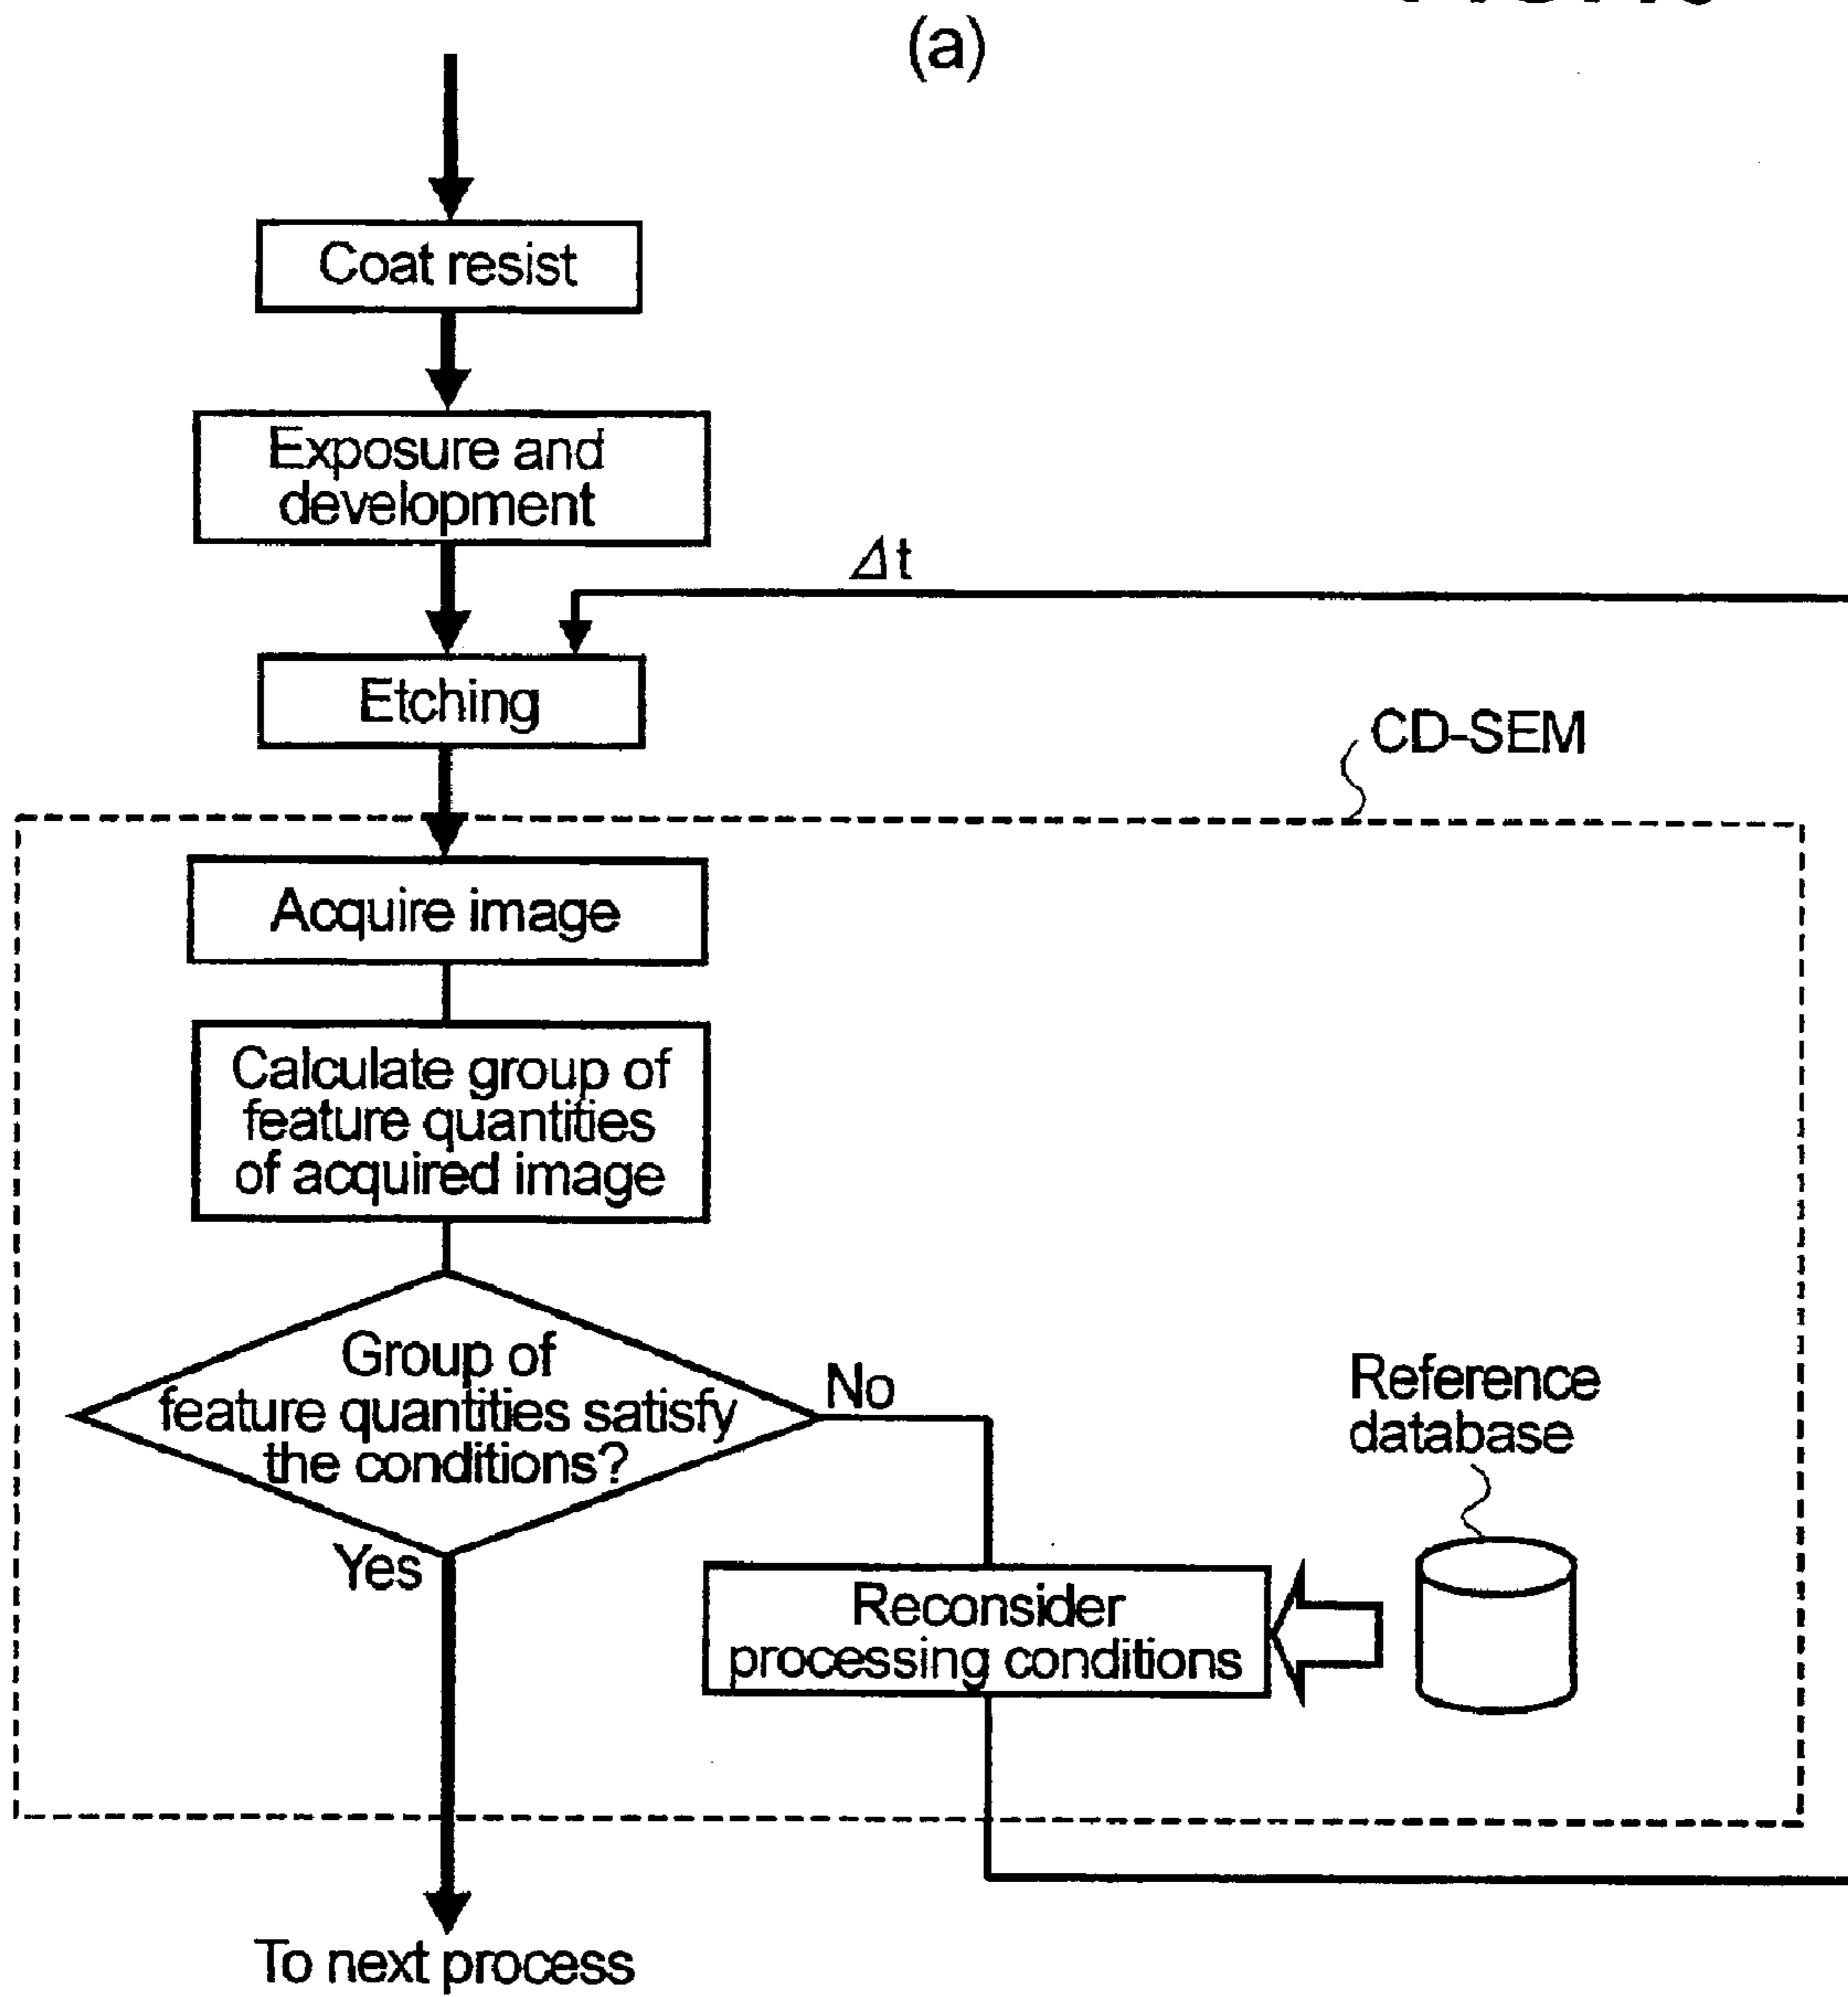 (a)
Coat resist
Exposure and
development
Δt
Etching
CD-SEM
Acquire image
Calculate group of
feature quantities
of acquired image
Group of
feature quantities satisfy
the conditions?
No
Yes
Reference
database
Reconsider
processing conditions
To next process